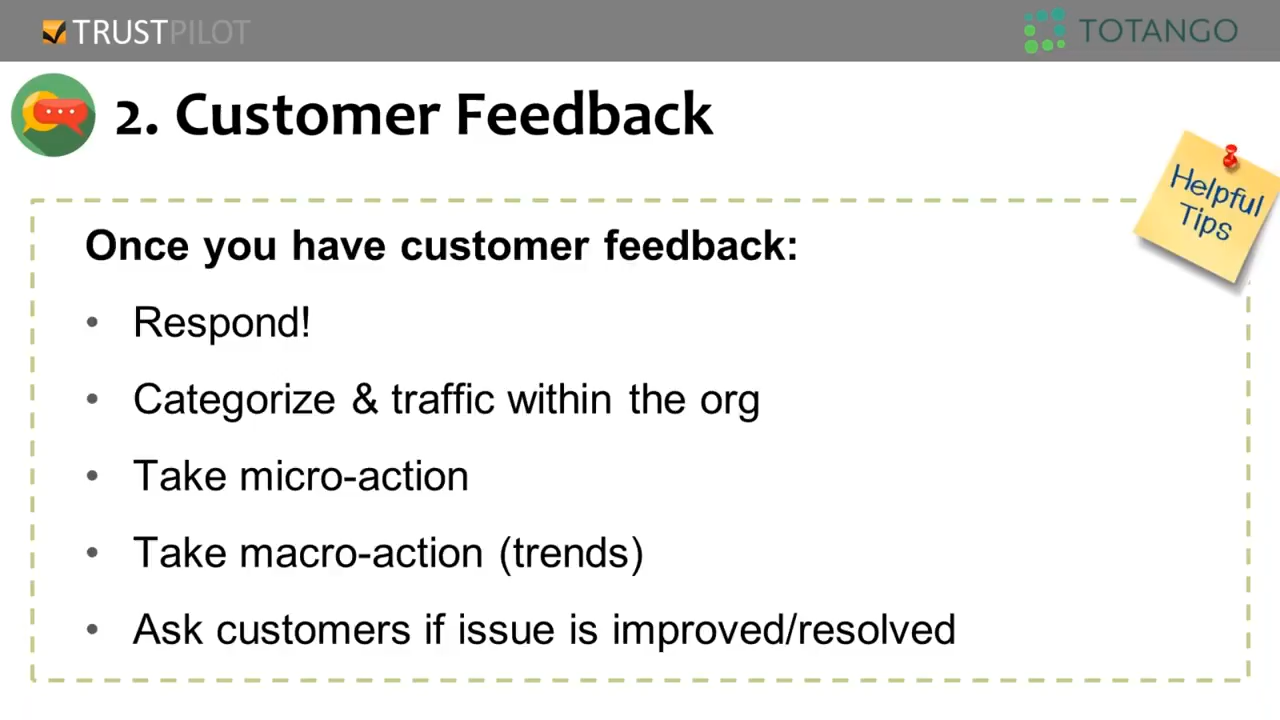 TRUSTPILOT
TOTANGO
2. Customer Feedback
Helpful
Tips
Once you have customer feedback:
• Respond!
• Categorize & traffic within the org
• Take micro-action
• Take macro-action (trends)
• Ask customers if issue is improved/resolved